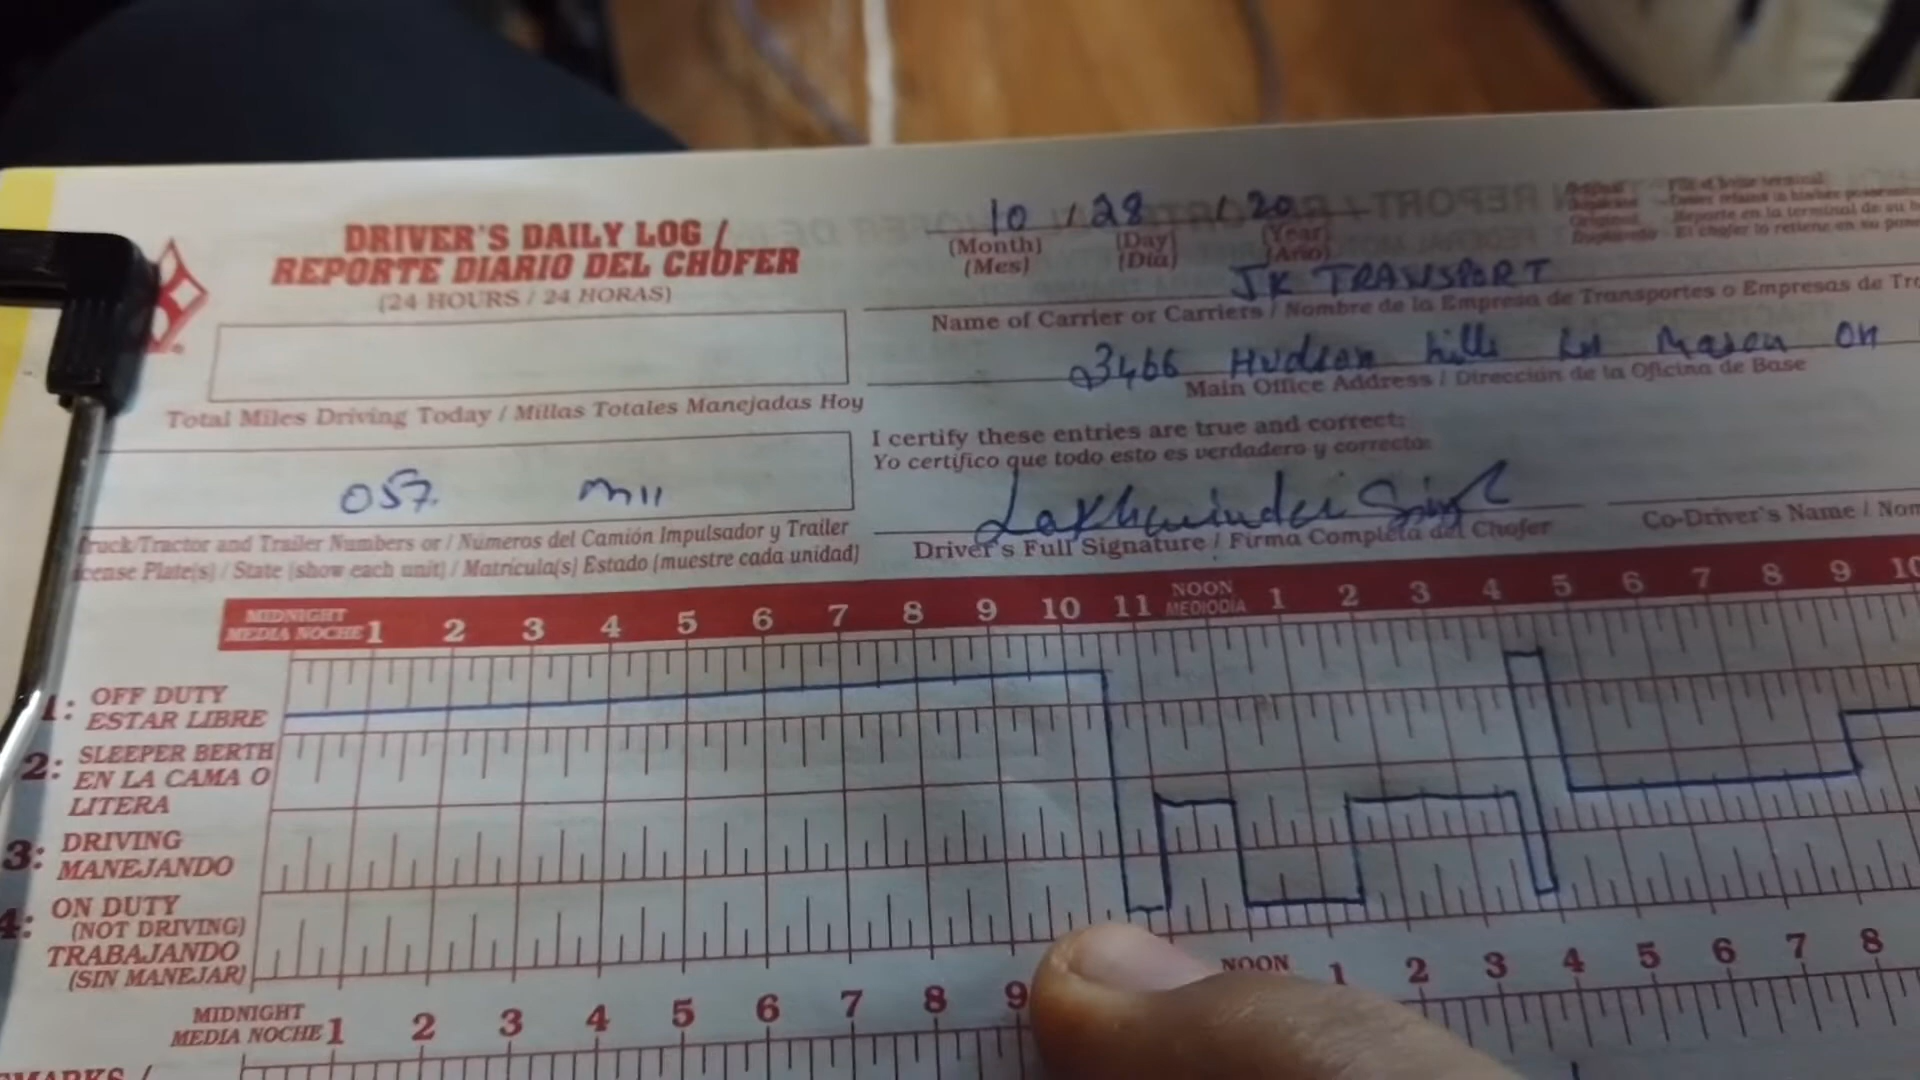 10 / 28 / 20
DRIVER'S DAILY LOG /
REPORTE DIARIO DEL CHOFER
(24 HOURS / 24 HORAS)
(Month) (Day) (Year)
(Mes) (Día) (Año)
JK TRANSPORT
Name of Carrier or Carriers / Nombre de la Empresa de Transportes o Empresas de
3466 Hudson hills
Main Office Address / Dirección de la Oficina de Base
Total Miles Driving Today / Millas Totales Manejadas Hoy
I certify these entries are true and correct:
Yo certifico que todo esto es verdadero y correcto:
057. M11
Lakhwinder Singh
Truck/Tractor and Trailer Numbers or / Números del Camión Impulsador y Trailer
License Plate(s) / State (show each unit) / Matrícula(s) Estado (muestre cada unidad)
Driver's Full Signature / Firma Completa del Chofer
Co-Driver's Name /
MIDNIGHT
MEDIA NOCHE 1 2 3 4 5 6 7 8 9 10 11 NOON MEDIODIA 1 2 3 4 5 6 7 8 9 10
1: OFF DUTY
ESTAR LIBRE
2: SLEEPER BERTH
EN LA CAMA O
LITERA
3: DRIVING
MANEJANDO
4: ON DUTY
(NOT DRIVING)
TRABAJANDO
(SIN MANEJAR)
MIDNIGHT
MEDIA NOCHE 1 2 3 4 5 6 7 8 9 NOON 1 2 3 4 5 6 7 8